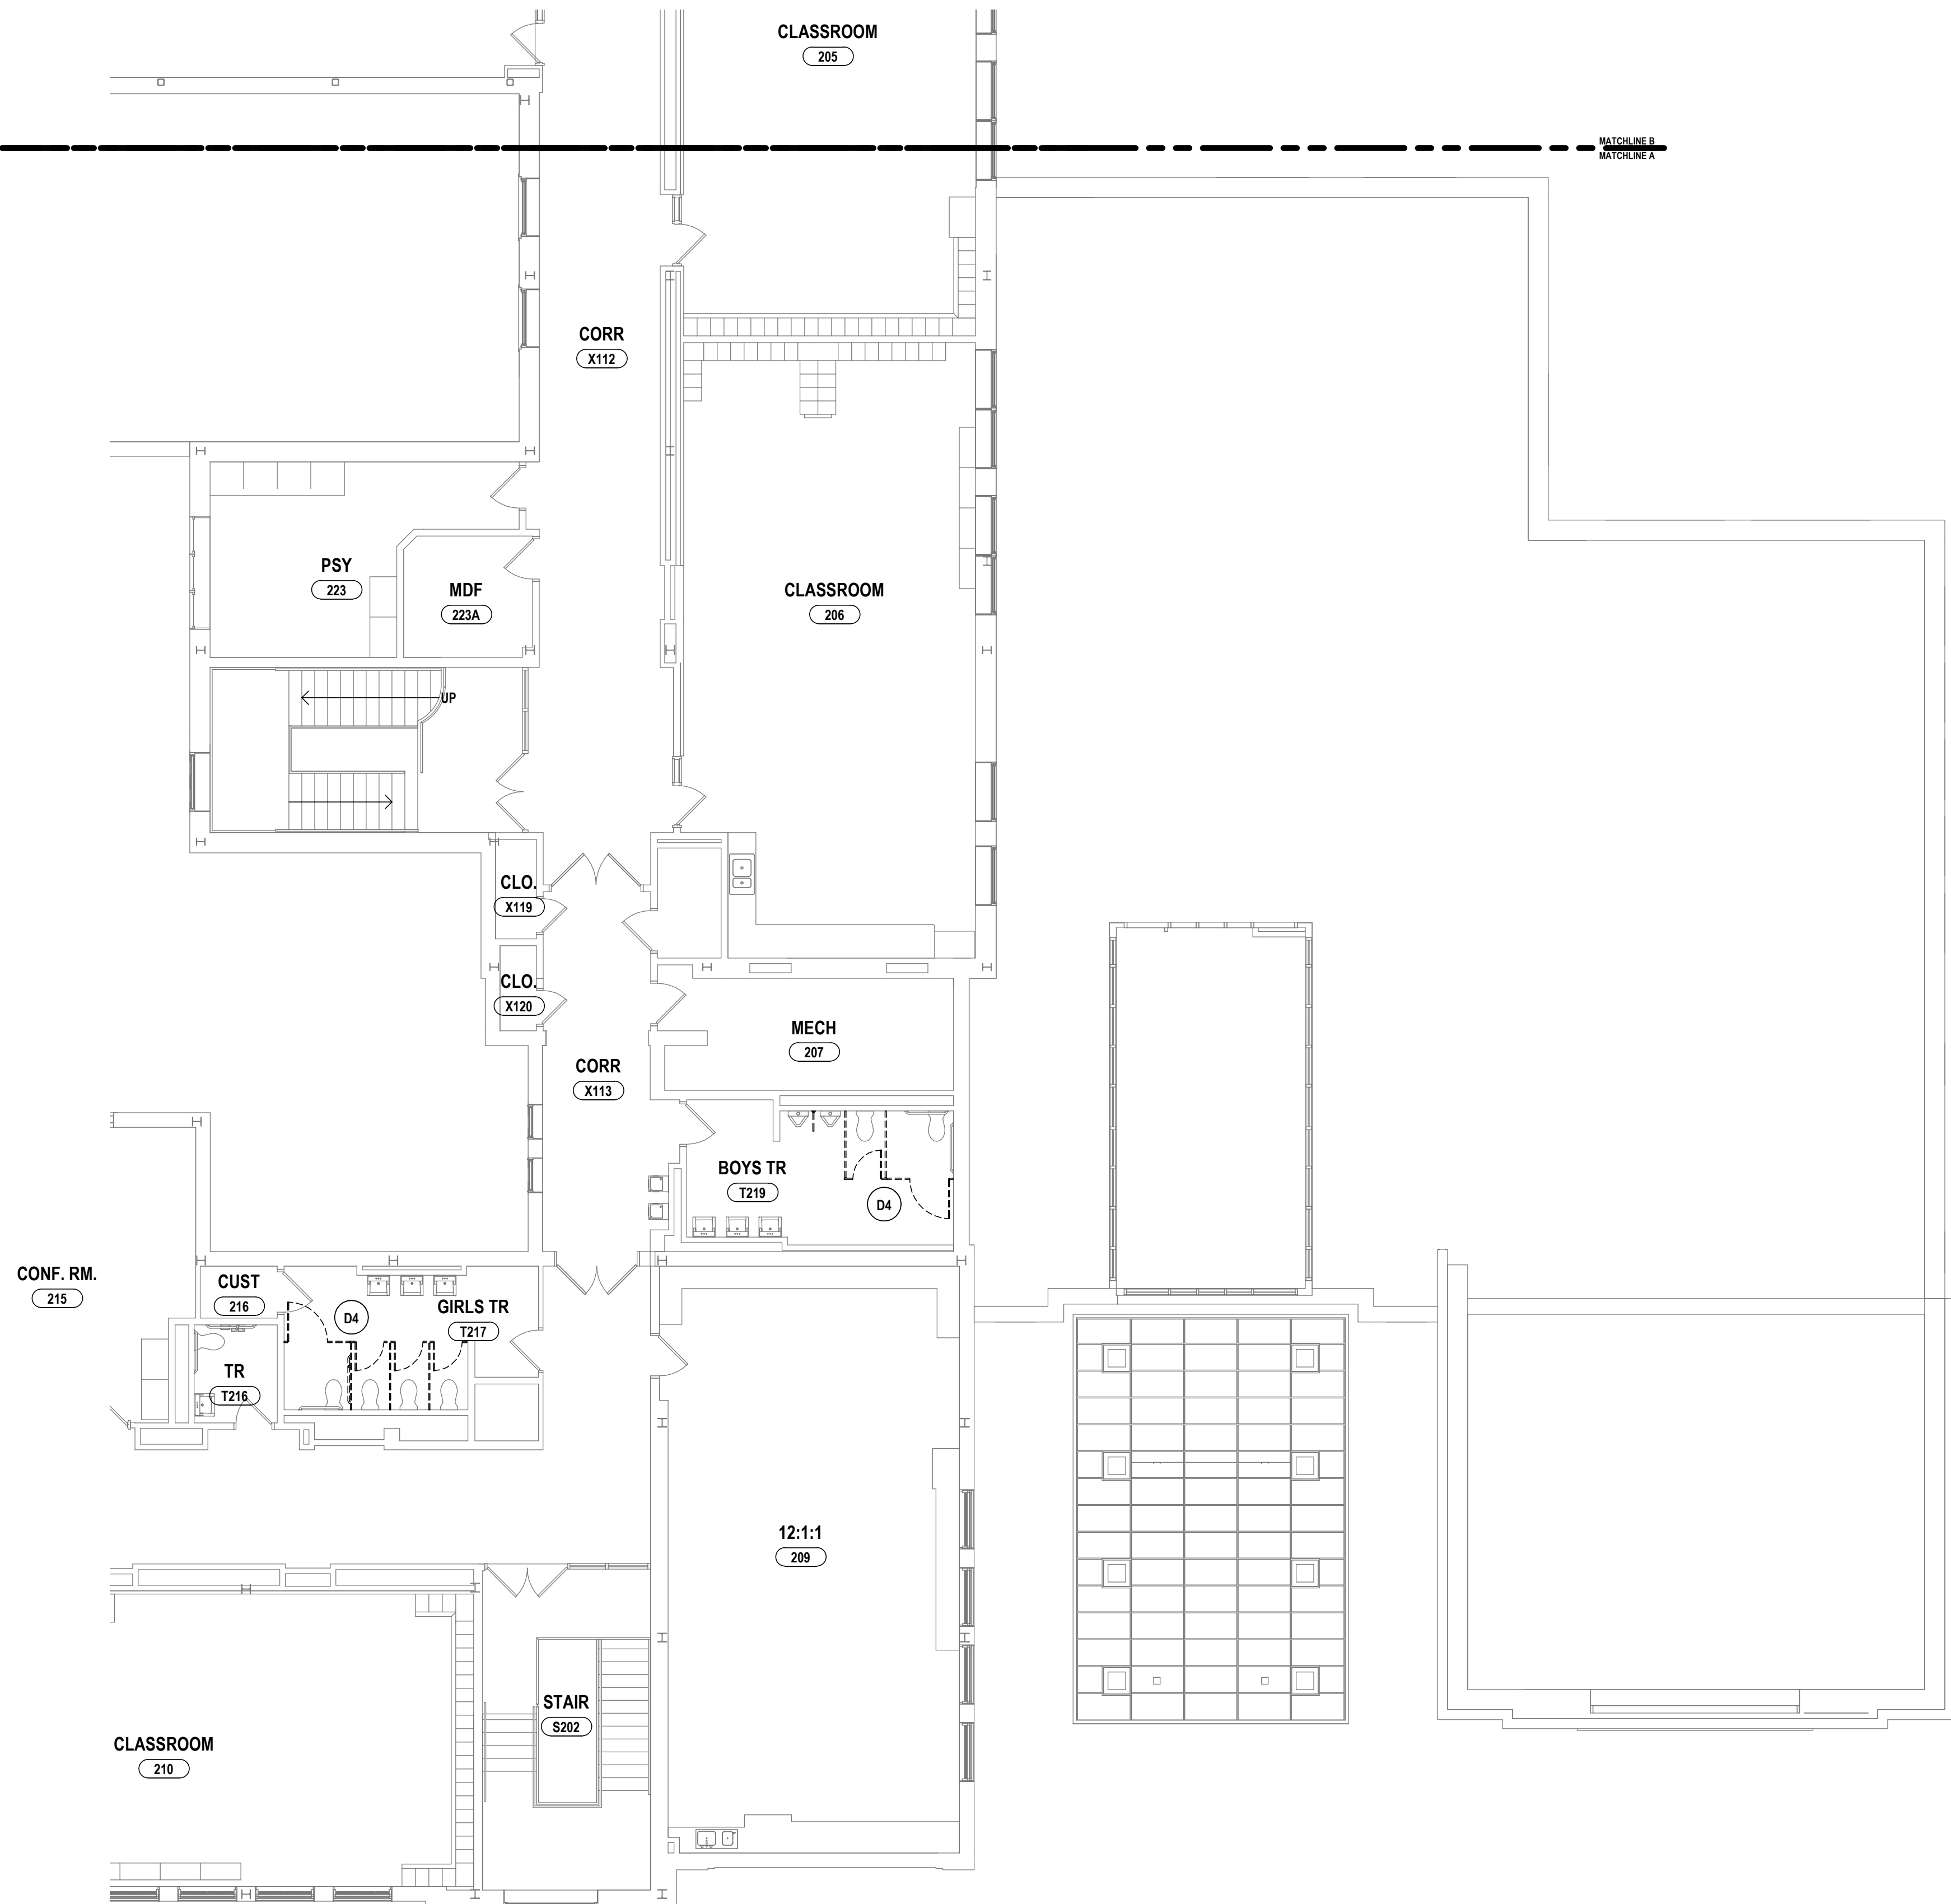 CLASSROOM
205
MATCHLINE B
MATCHLINE A
CORR
X112
PSY
223
MDF
223A
CLASSROOM
206
UP
CLO.
X119
CLO.
X120
MECH
207
CORR
X113
BOYS TR
T219
D4
CONF. RM.
215
CUST
216
D4
GIRLS TR
T217
TR
T216
12:1:1
209
STAIR
S202
CLASSROOM
210